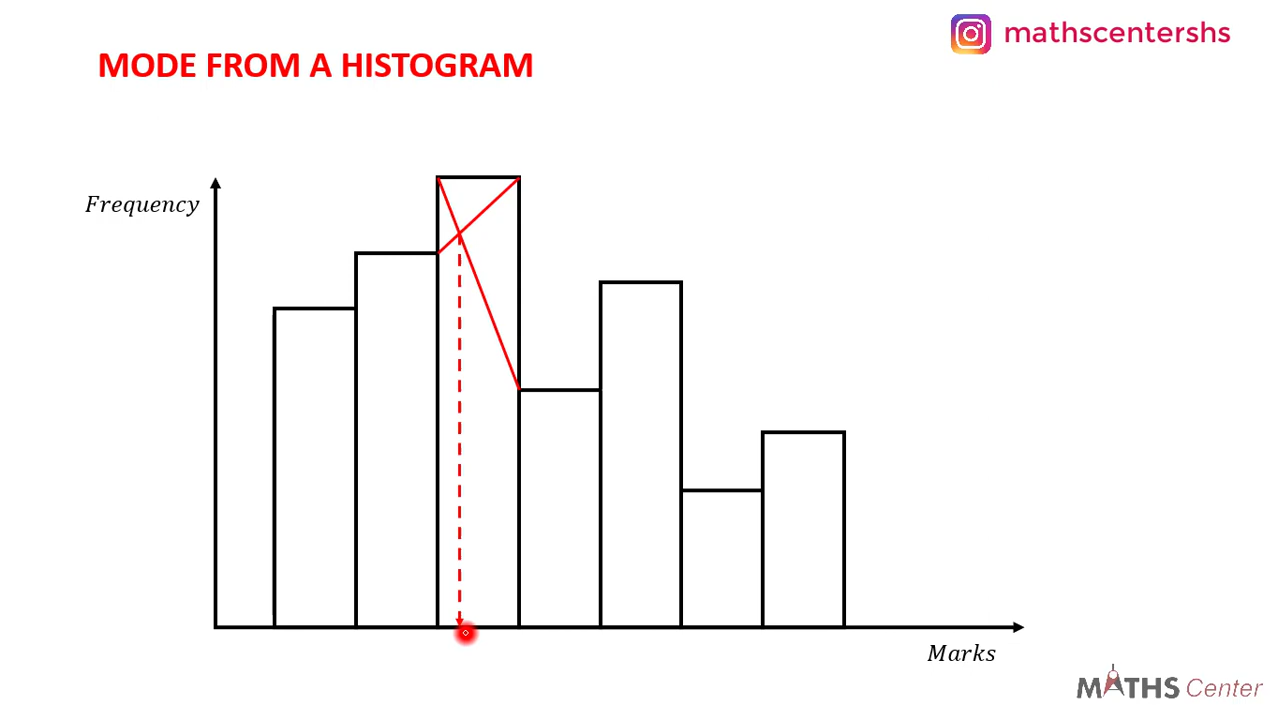 mathscentershs
MODE FROM A HISTOGRAM
Frequency
Marks
MATHS Center